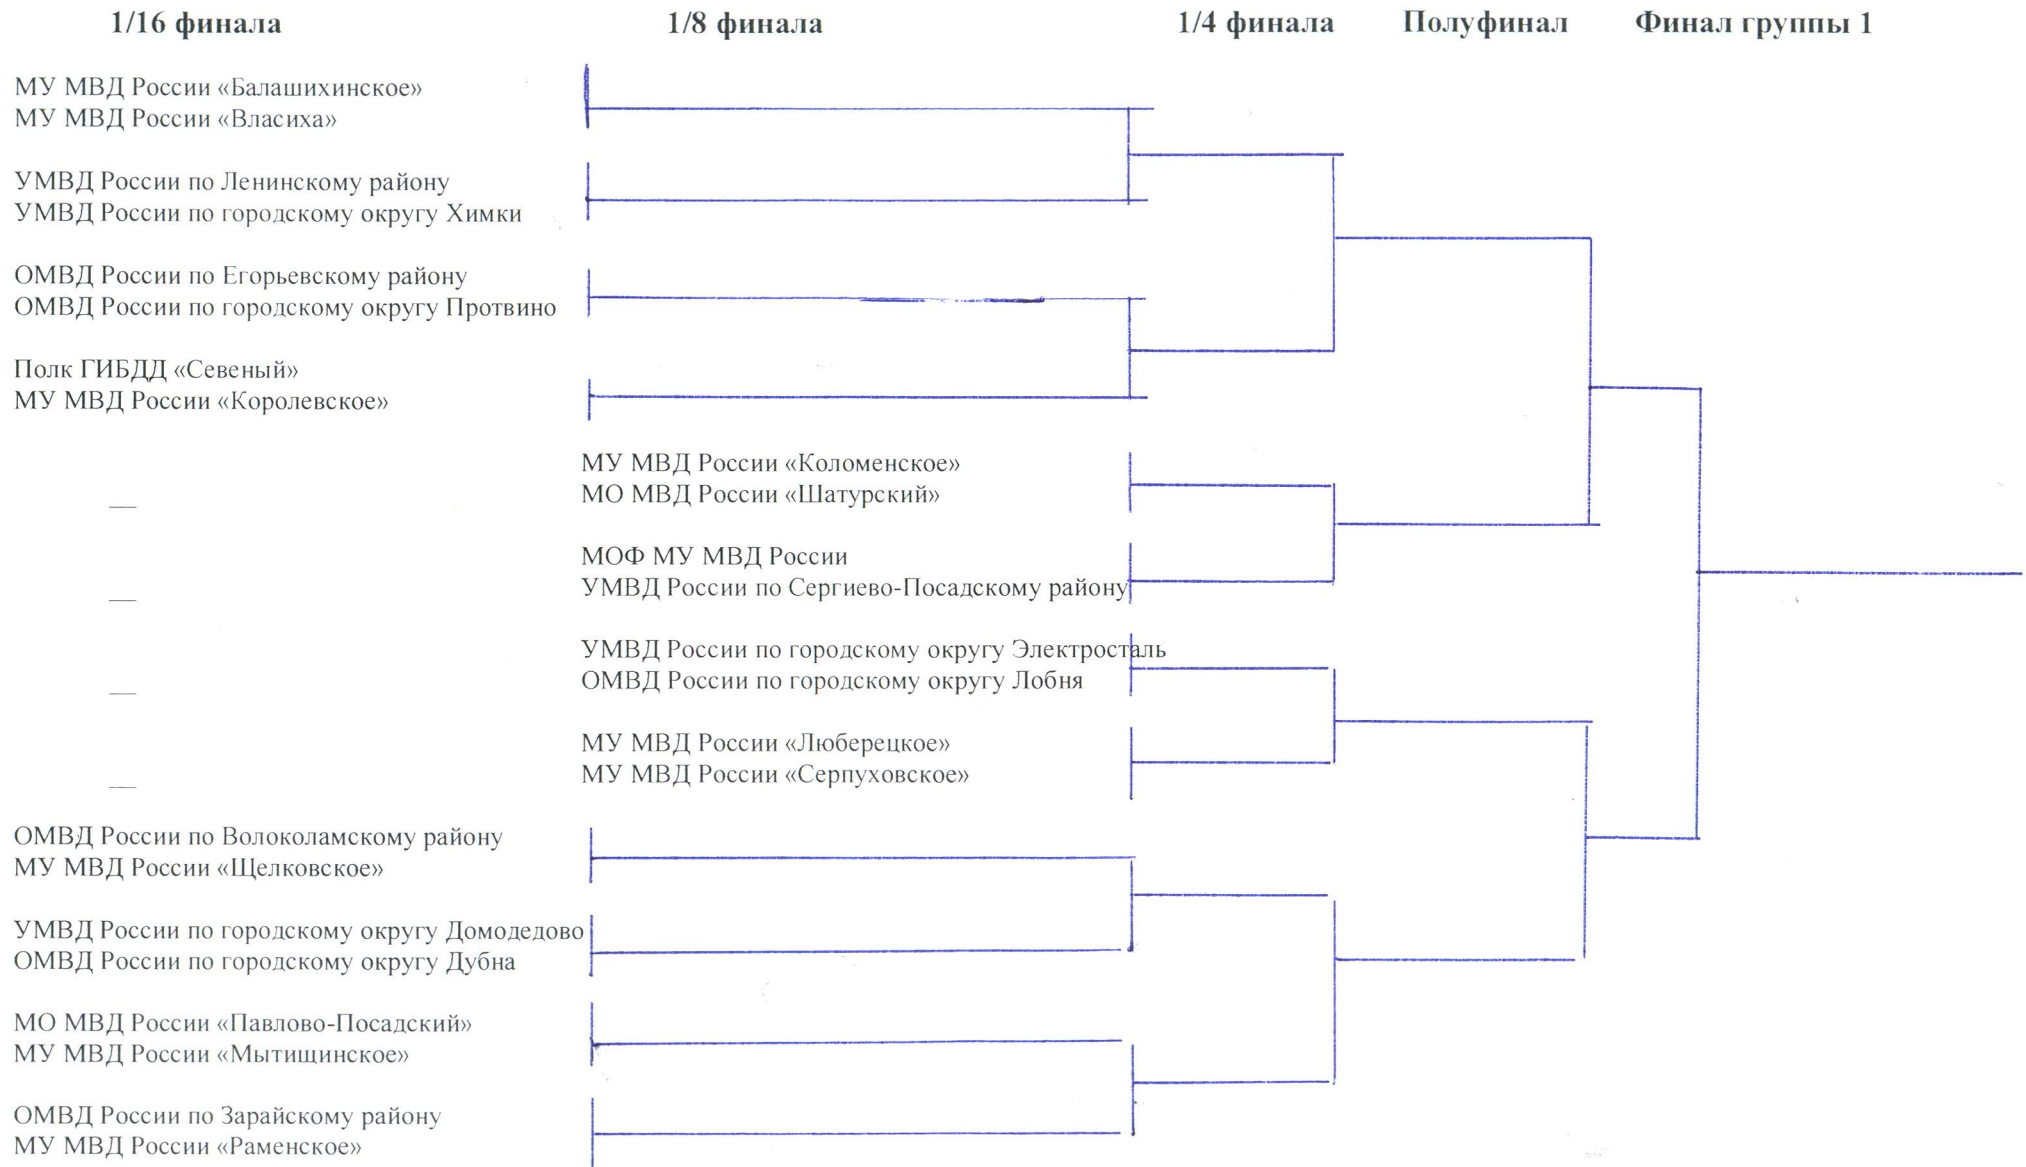 1/16 финала 1/8 финала 1/4 финала Полуфинал Финал группы 1
МУ МВД России «Балашихинское»
МУ МВД России «Власиха»
УМВД России по Ленинскому району
УМВД России по городскому округу Химки
ОМВД России по Егорьевскому району
ОМВД России по городскому округу Протвино
Полк ГИБДД «Севеный»
МУ МВД России «Королевское»
МУ МВД России «Коломенское»
МО МВД России «Шатурский»
—
МОФ МУ МВД России
УМВД России по Сергиево-Посадскому району
—
УМВД России по городскому округу Электросталь
ОМВД России по городскому округу Лобня
—
МУ МВД России «Люберецкое»
МУ МВД России «Серпуховское»
—
ОМВД России по Волоколамскому району
МУ МВД России «Щелковское»
УМВД России по городскому округу Домодедово
ОМВД России по городскому округу Дубна
МО МВД России «Павлово-Посадский»
МУ МВД России «Мытищинское»
ОМВД России по Зарайскому району
МУ МВД России «Раменское»